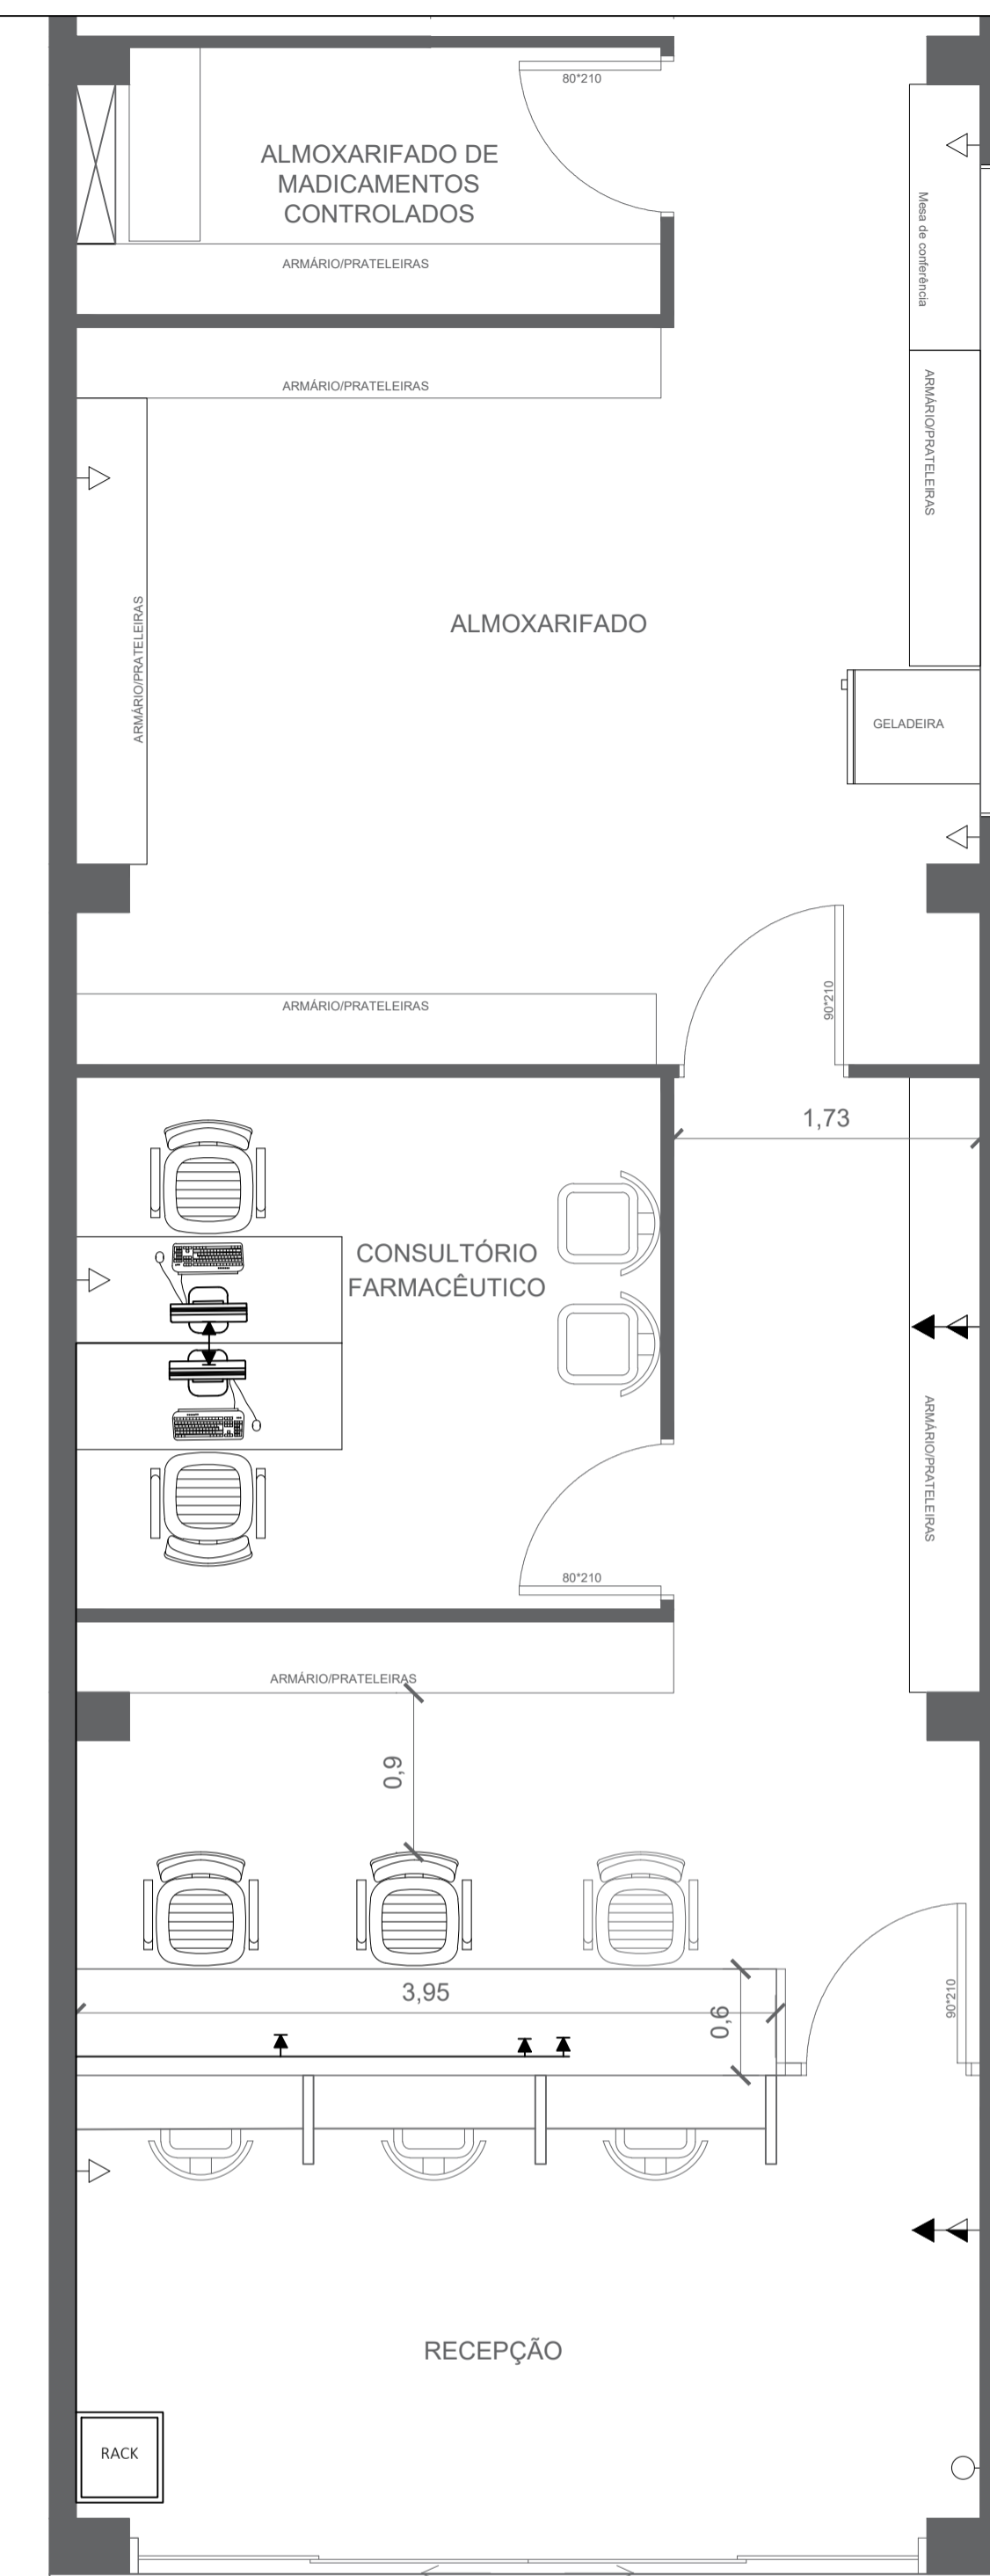 80*210
ALMOXARIFADO DE
MADICAMENTOS
CONTROLADOS
Mesa de conferência
ARMÁRIO/PRATELEIRAS
ARMÁRIO/PRATELEIRAS
ARMÁRIO/PRATELEIRAS
ARMÁRIO/PRATELEIRAS
ALMOXARIFADO
GELADEIRA
90*210
ARMÁRIO/PRATELEIRAS
1,73
CONSULTÓRIO
FARMACÊUTICO
ARMÁRIO/PRATELEIRAS
80*210
ARMÁRIO/PRATELEIRAS
0,9
3,95
0,6
90*210
RECEPÇÃO
RACK